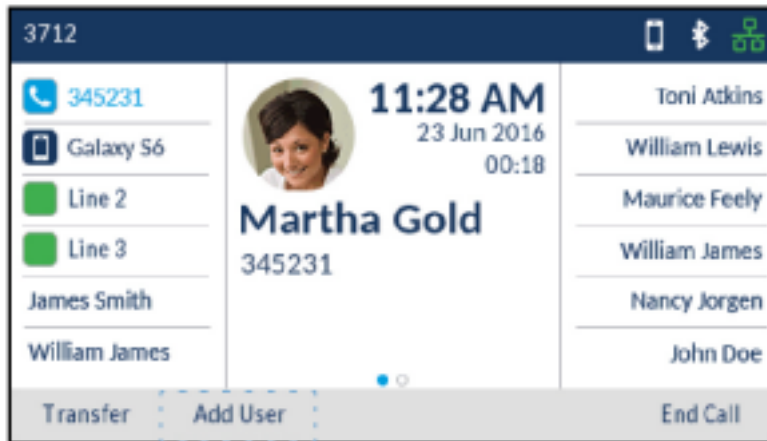 3712
345231
Galaxy S6
Line 2
Line 3
James Smith
William James
11:28 AM
23 Jun 2016
00:18
Martha Gold
345231
Toni Atkins
William Lewis
Maurice Feely
William James
Nancy Jorgen
John Doe
Transfer
Add User
End Call